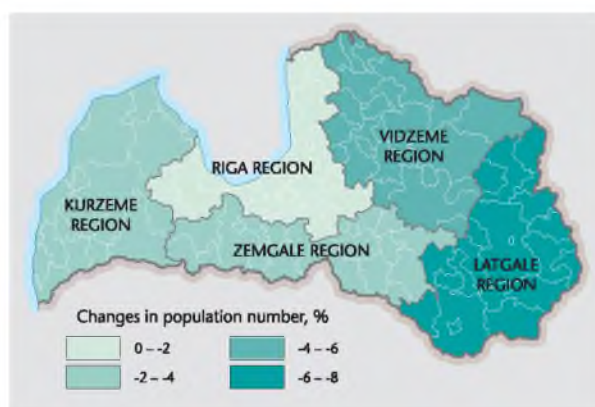 VIDZEME
REGION
RIGA REGION
KURZEME
REGION
ZEMGALE REGION
LATGALE
REGION
Changes in population number, %
0 – -2
-2 – -4
-4 – -6
-6 – -8